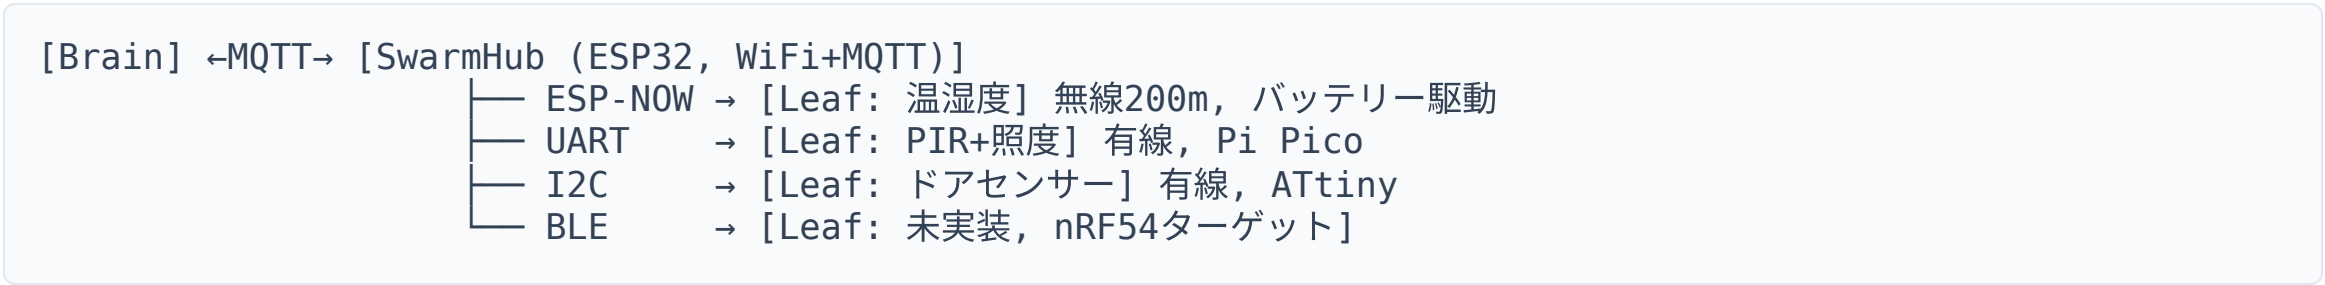 [Brain] ←MQTT→ [SwarmHub (ESP32, WiFi+MQTT)]
                        ├── ESP-NOW → [Leaf: 温湿度] 無線200m, バッテリー駆動
                        ├── UART    → [Leaf: PIR+照度] 有線, Pi Pico
                        ├── I2C     → [Leaf: ドアセンサー] 有線, ATtiny
                        └── BLE     → [Leaf: 未実装, nRF54ターゲット]